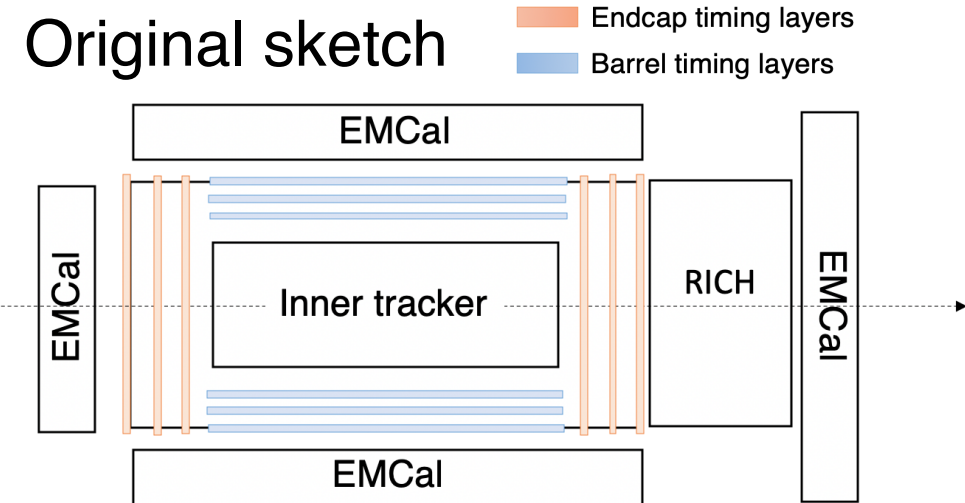 Original sketch
Endcap timing layers
Barrel timing layers
EMCal
EMCal
Inner tracker
RICH
EMCal
EMCal